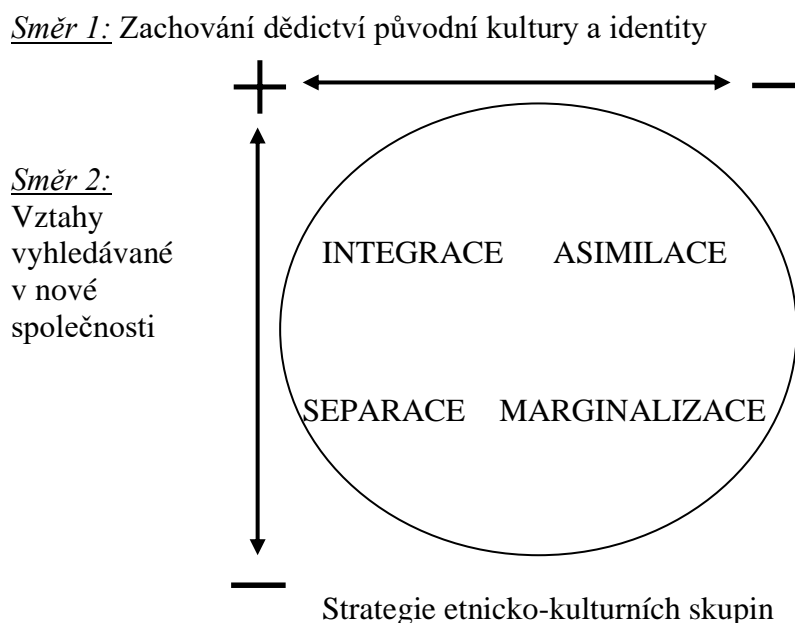 Směr 1: Zachování dědictví původní kultury a identity
Směr 2:
Vztahy
vyhledávané
v nové
společnosti
INTEGRACE ASIMILACE
SEPARACE MARGINALIZACE
Strategie etnicko-kulturních skupin